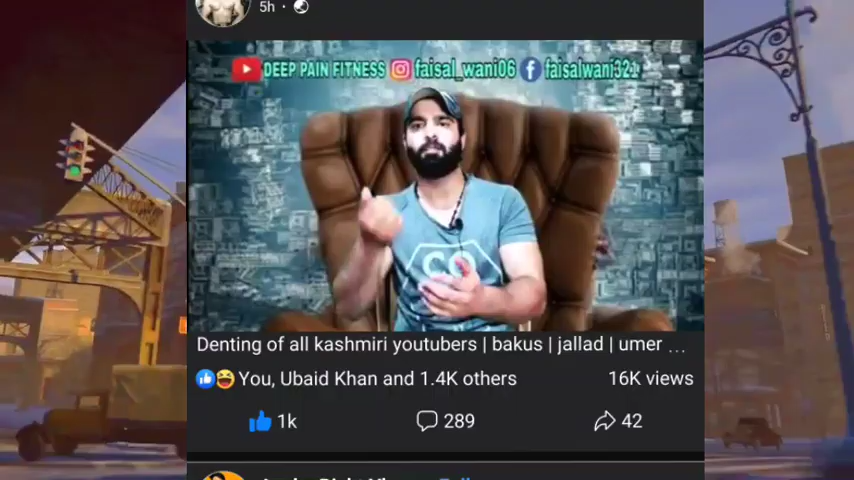 5h ·
DEEP PAIN FITNESS faisal_wani06 faisalwani321
CO
Denting of all kashmiri youtubers | bakus | jallad | umer ...
You, Ubaid Khan and 1.4K others 16K views
1k 289 42